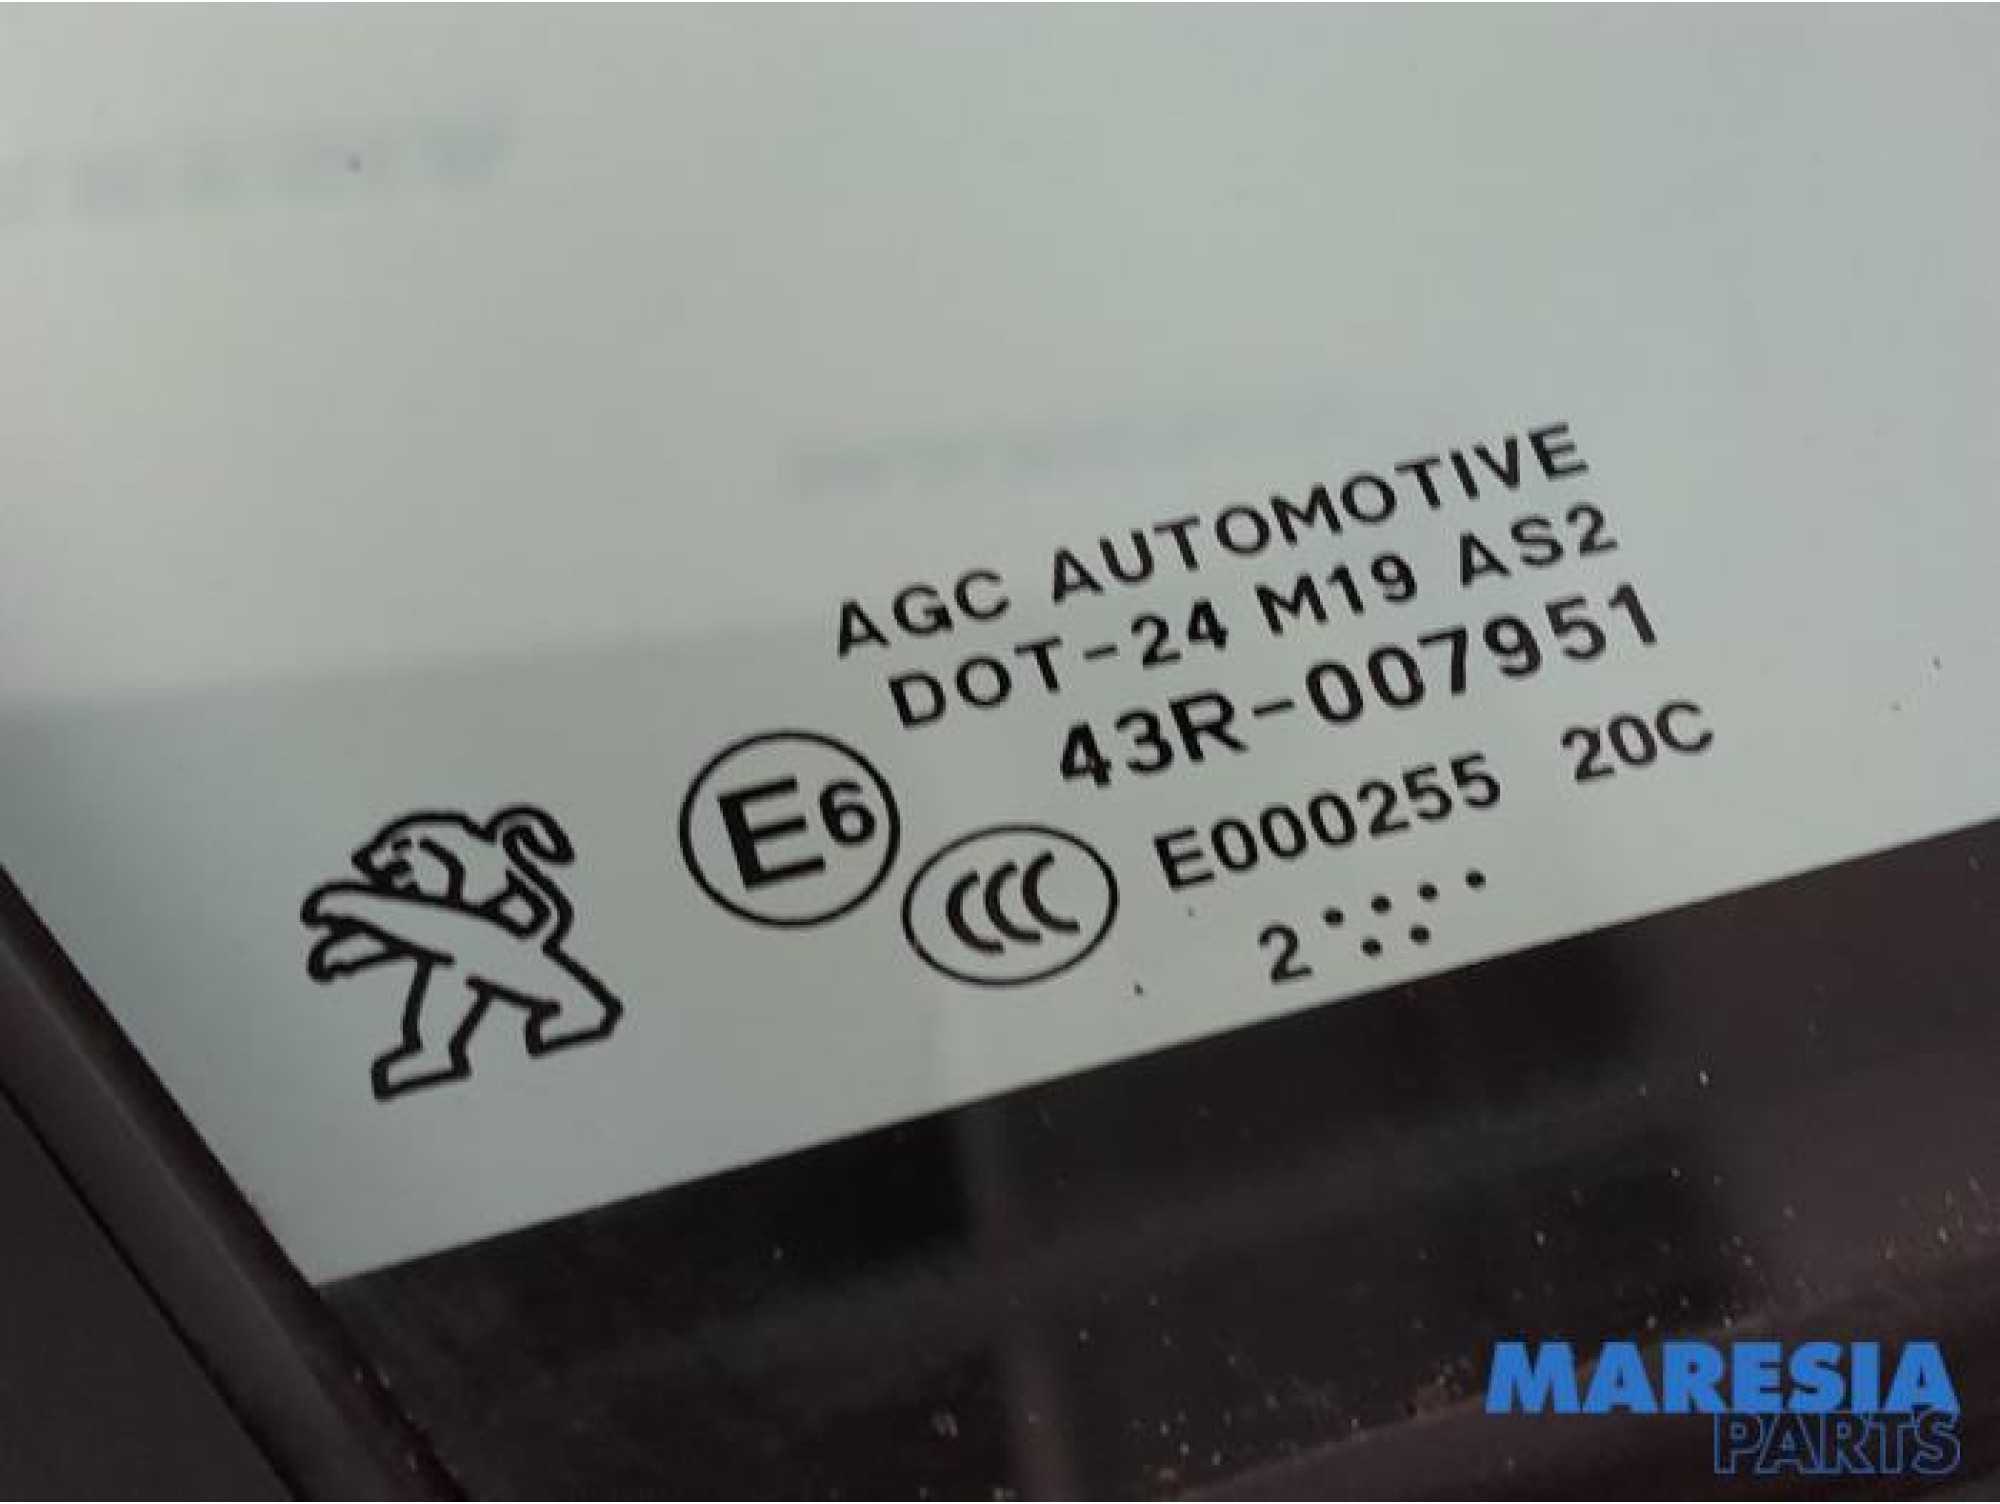 AGC AUTOMOTIVE
DOT-24 M19 AS2
43R-007951
E6
CCC E000255 20C
2
MARESIA
PARTS